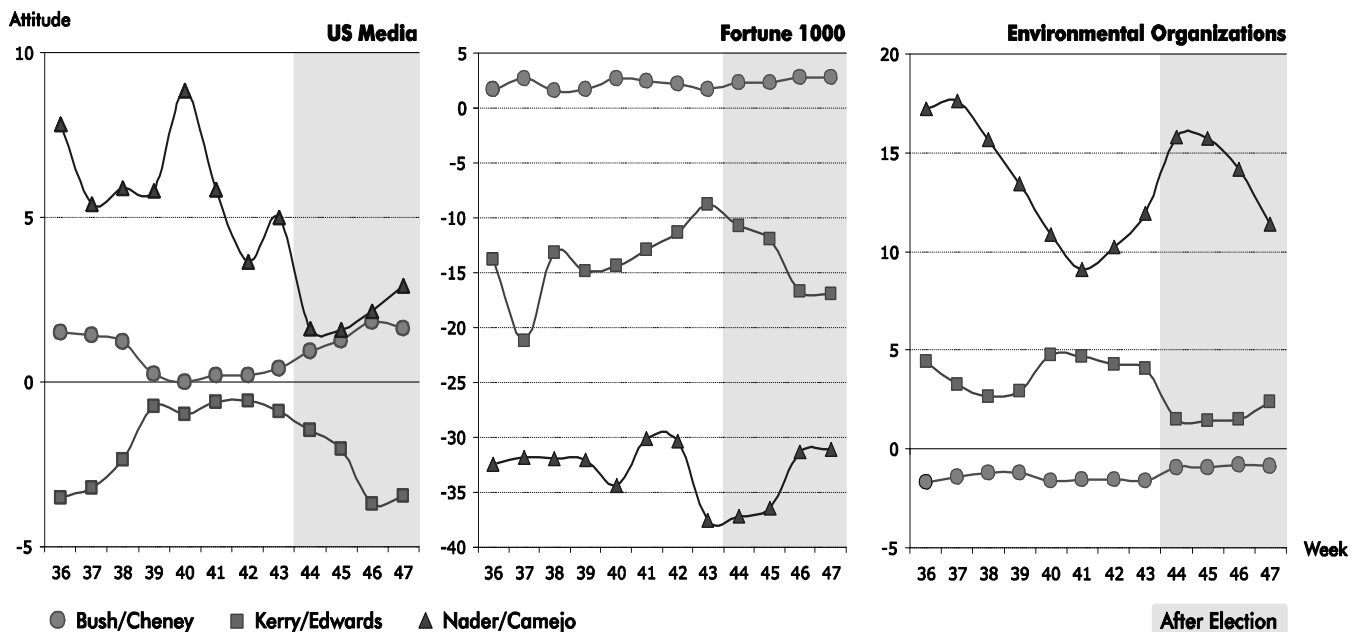 Attitude
US Media
Fortune 1000
Environmental Organizations
10
5
0
-5
5
0
-5
-10
-15
-20
-25
-30
-35
-40
20
15
10
5
0
-5
36 37 38 39 40 41 42 43 44 45 46 47
36 37 38 39 40 41 42 43 44 45 46 47
36 37 38 39 40 41 42 43 44 45 46 47
Week
Bush/Cheney Kerry/Edwards Nader/Camejo
After Election